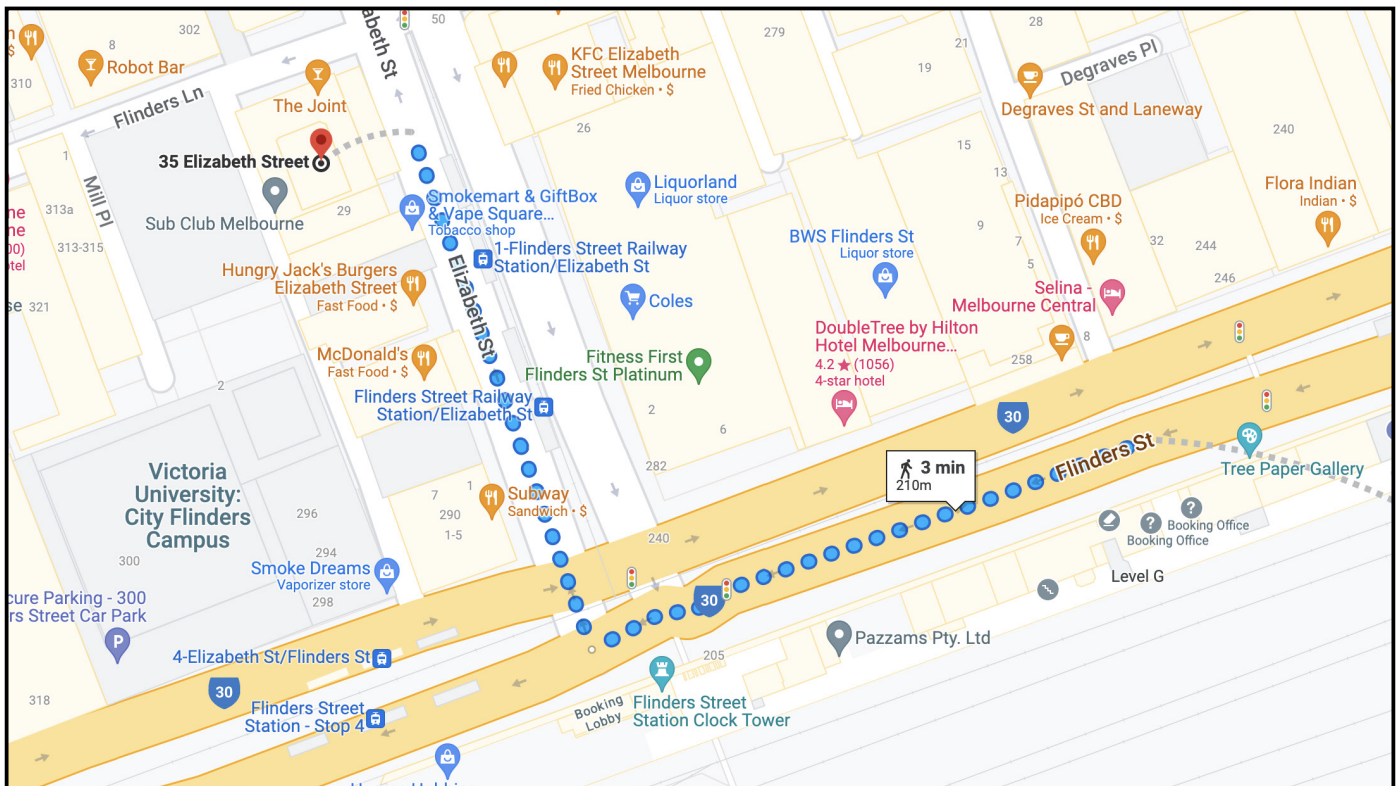 302
50
28
279
21
8
Robot Bar
310
$
abeth St
KFC Elizabeth
Street Melbourne
Fried Chicken • $
19
Degraves Pl
Flinders Ln
The Joint
Degraves St and Laneway
26
240
1
35 Elizabeth Street
15
13
Mill Pl
313a
29
Sub Club Melbourne
Smokemart & GiftBox
& Vape Square...
Tobacco shop
Liquorland
Liquor store
Flora Indian
Indian • $
Pidapipó CBD
Ice Cream • $
9
7
5
32
244
246
ne
ne
00)
otel
313-315
1-Flinders Street Railway
Station/Elizabeth St
BWS Flinders St
Liquor store
Hungry Jack's Burgers
Elizabeth Street
Fast Food • $
Elizabeth St
Coles
Selina -
Melbourne Central
se
321
DoubleTree by Hilton
Hotel Melbourne...
4.2 ★ (1056)
4-star hotel
8
258
McDonald's
Fast Food • $
Fitness First
Flinders St Platinum
2
Flinders Street Railway
Station/Elizabeth St
2
6
30
282
Flinders St
Tree Paper Gallery
3 min
210m
Victoria
University:
City Flinders
Campus
7
1
290
1-5
Subway
Sandwich • $
296
240
Booking Office
Booking Office
294
300
Smoke Dreams
Vaporizer store
298
Level G
30
cure Parking - 300
rs Street Car Park
P
Pazzams Pty. Ltd
205
4-Elizabeth St/Flinders St
30
318
Flinders Street
Station - Stop 4
Booking
Lobby
Flinders Street
Station Clock Tower